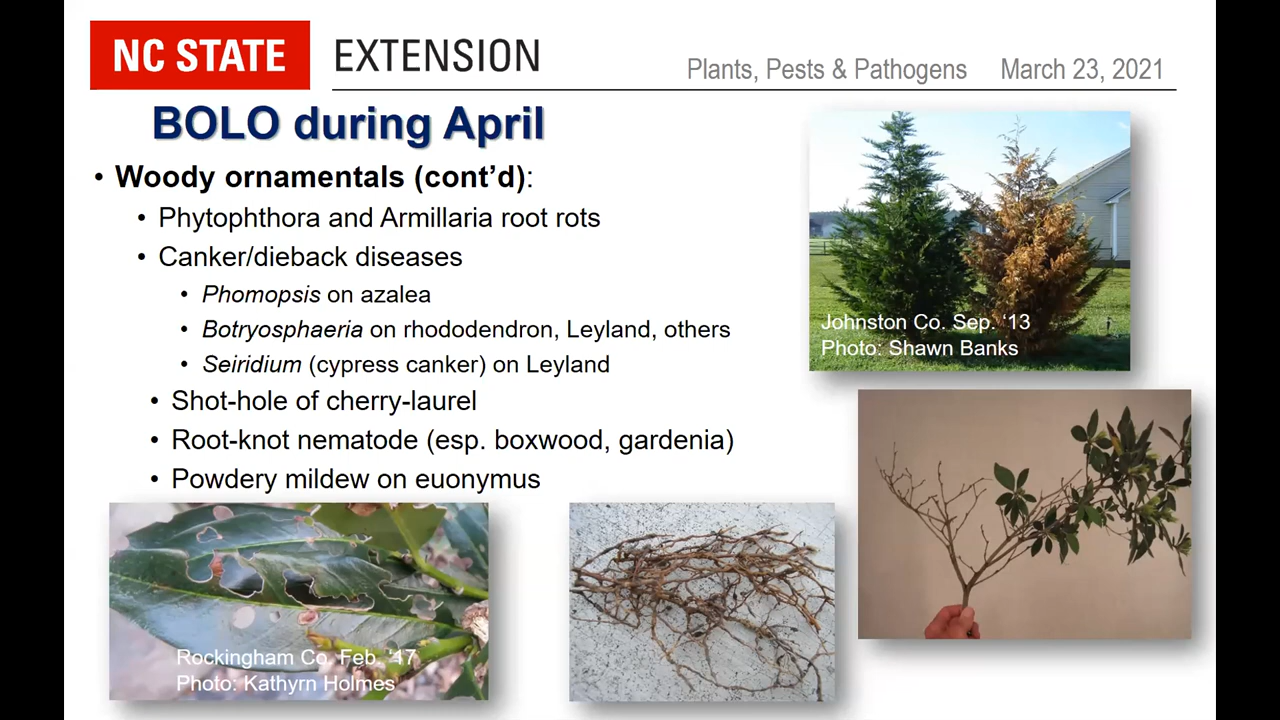 NC STATE EXTENSION
Plants, Pests & Pathogens March 23, 2021
BOLO during April
• Woody ornamentals (cont’d):
• Phytophthora and Armillaria root rots
• Canker/dieback diseases
• Phomopsis on azalea
• Botryosphaeria on rhododendron, Leyland, others
• Seiridium (cypress canker) on Leyland
• Shot-hole of cherry-laurel
• Root-knot nematode (esp. boxwood, gardenia)
• Powdery mildew on euonymus
Johnston Co. Sep. ‘13
Photo: Shawn Banks
Rockingham Co. Feb. ‘17
Photo: Kathyrn Holmes